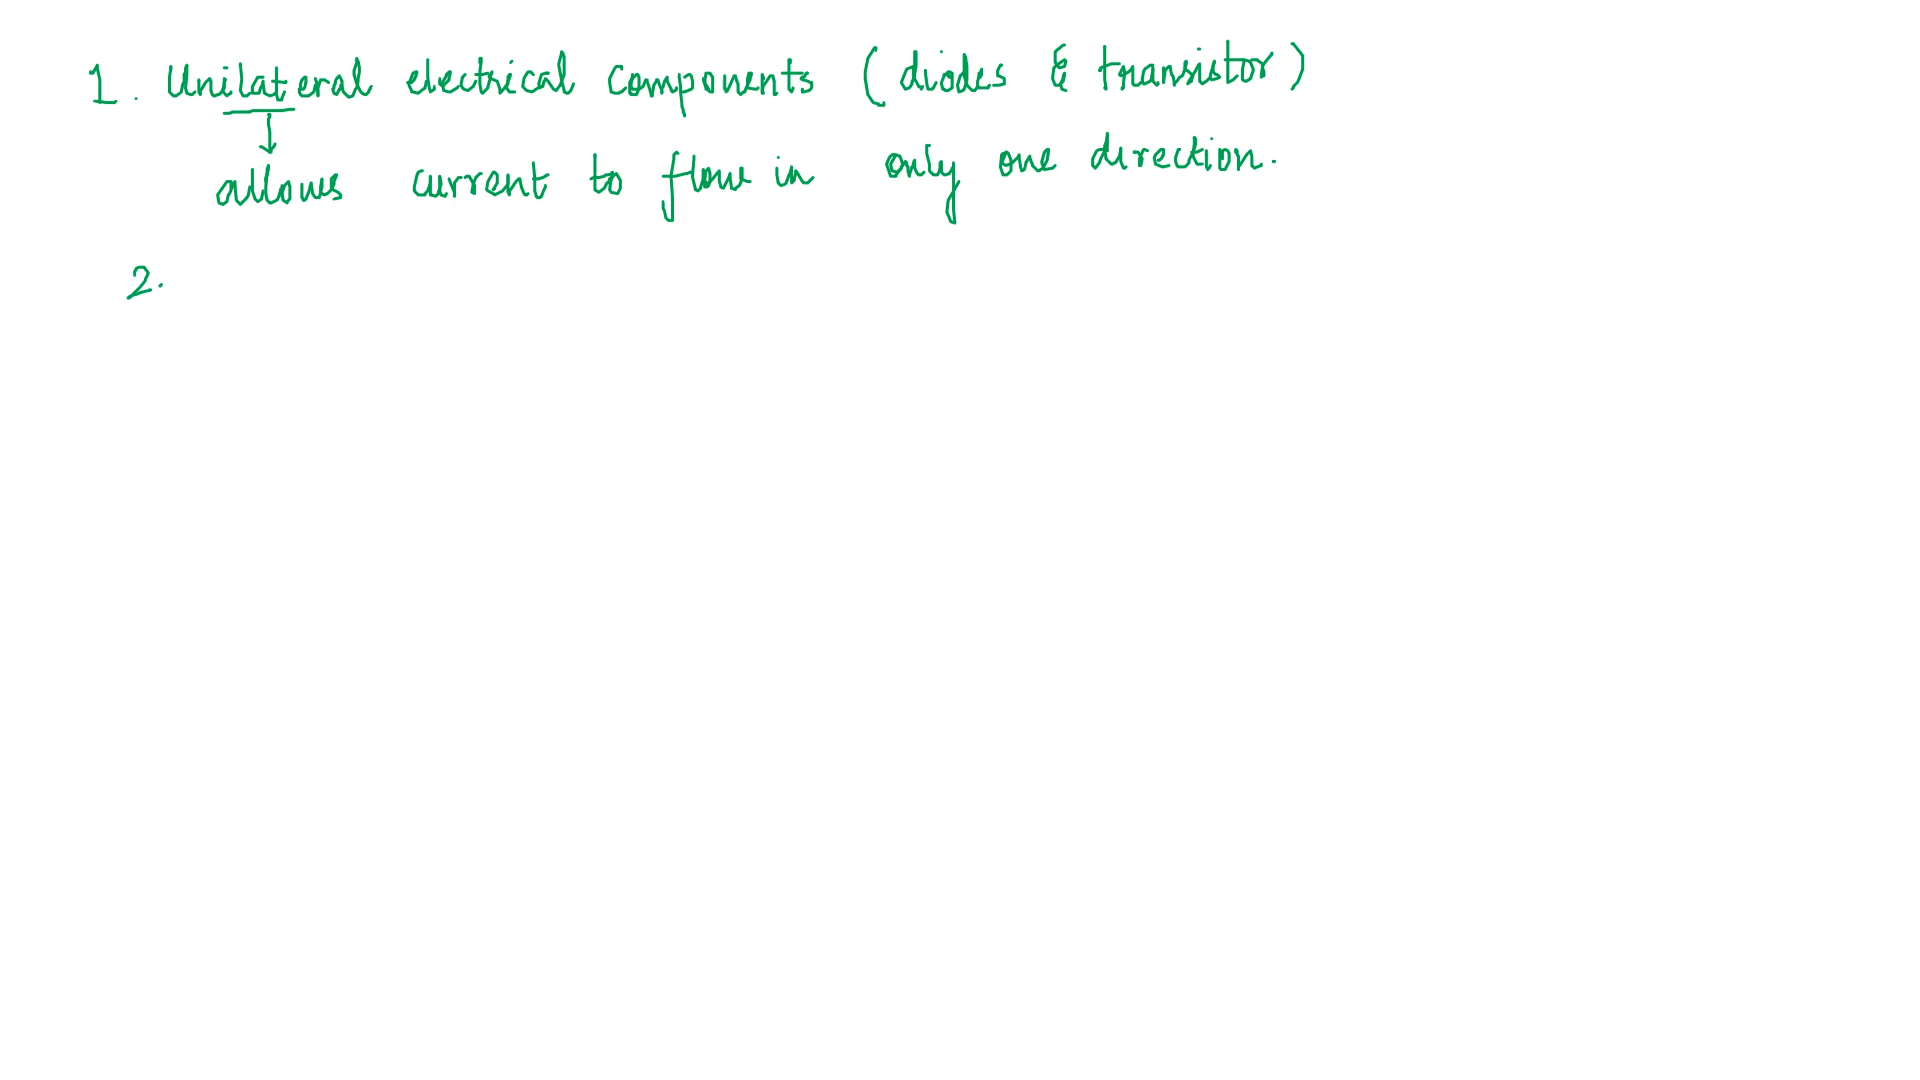 1. Unilateral electrical components (diodes & transistor)
allows current to flow in only one direction.
2.